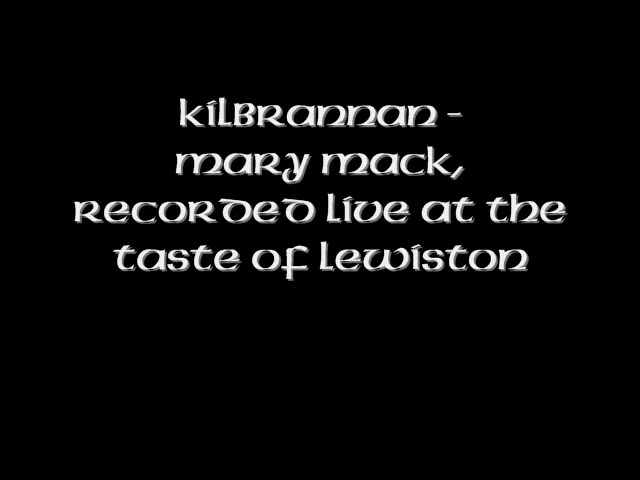 Kilbrannan -
Mary Mack,
Recorded live at the
Taste of Lewiston